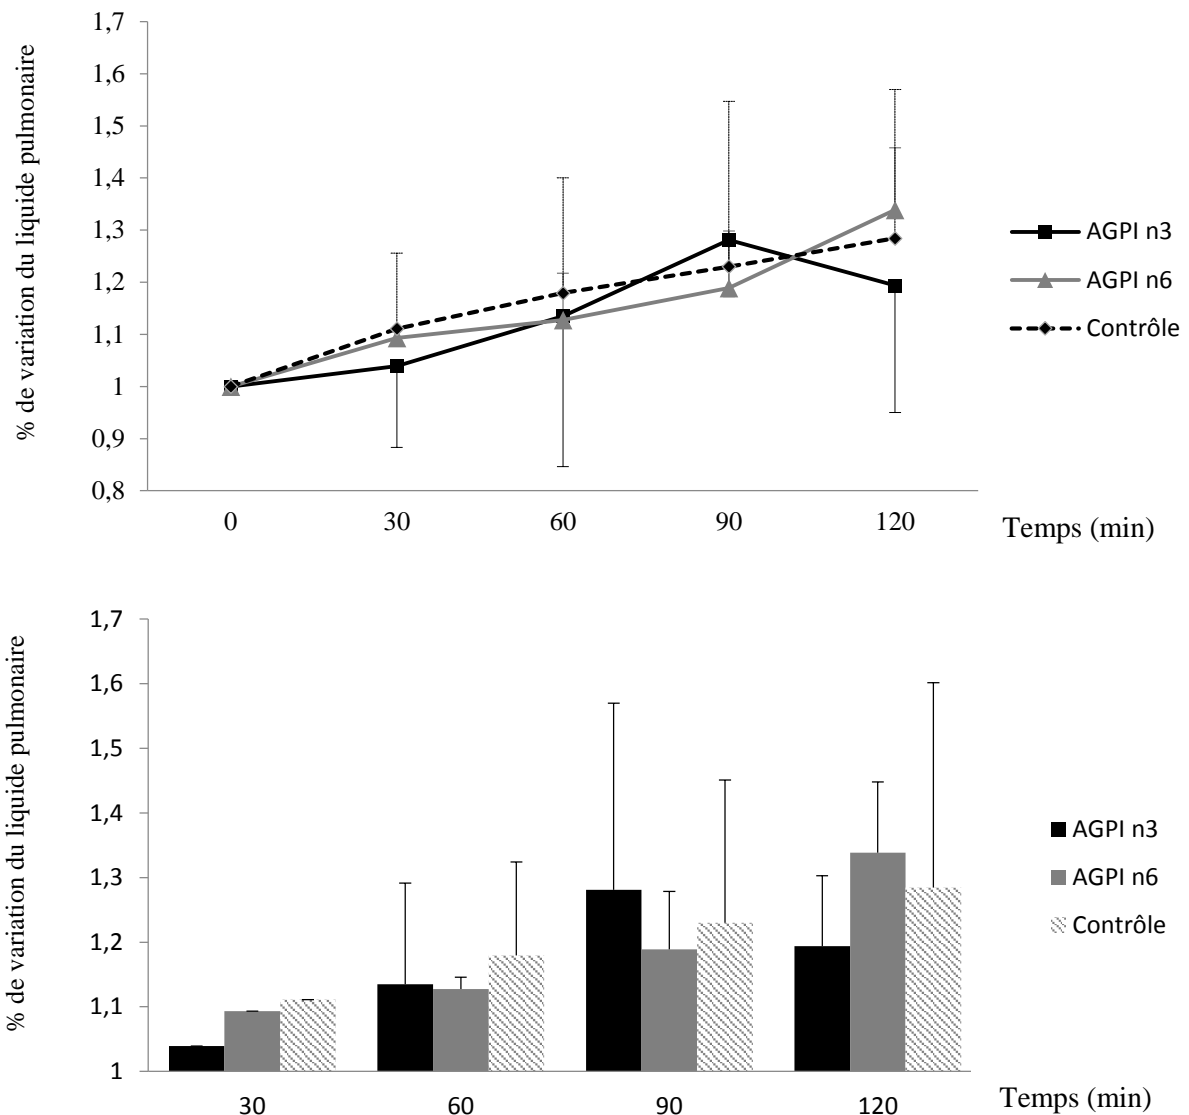 % de variation du liquide pulmonaire
1,7
1,6
1,5
1,4
1,3
1,2
1,1
1
0,9
0,8
0 30 60 90 120
Temps (min)
AGPI n3
AGPI n6
Contrôle
% de variation du liquide pulmonaire
1,7
1,6
1,5
1,4
1,3
1,2
1,1
1
30 60 90 120
Temps (min)
AGPI n3
AGPI n6
Contrôle